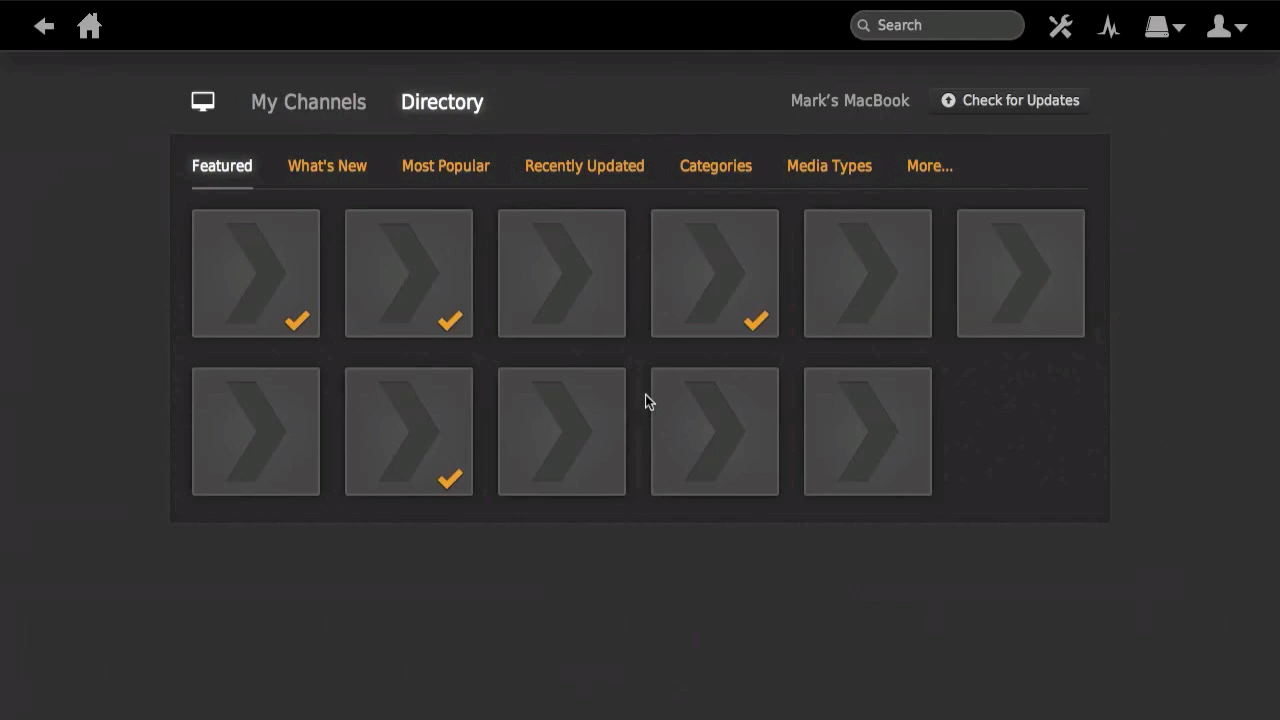 Search
My Channels
Directory
Mark’s MacBook
Check for Updates
Featured
What's New
Most Popular
Recently Updated
Categories
Media Types
More...